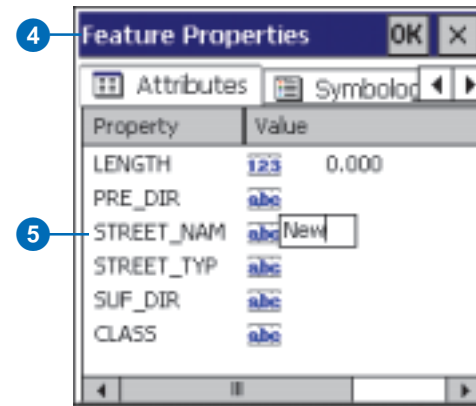 4 Feature Properties OK ×
Attributes Symbolog
Property Value
LENGTH 123 0.000
PRE_DIR abc
5 STREET_NAM abc New
STREET_TYP abc
SUF_DIR abc
CLASS abc